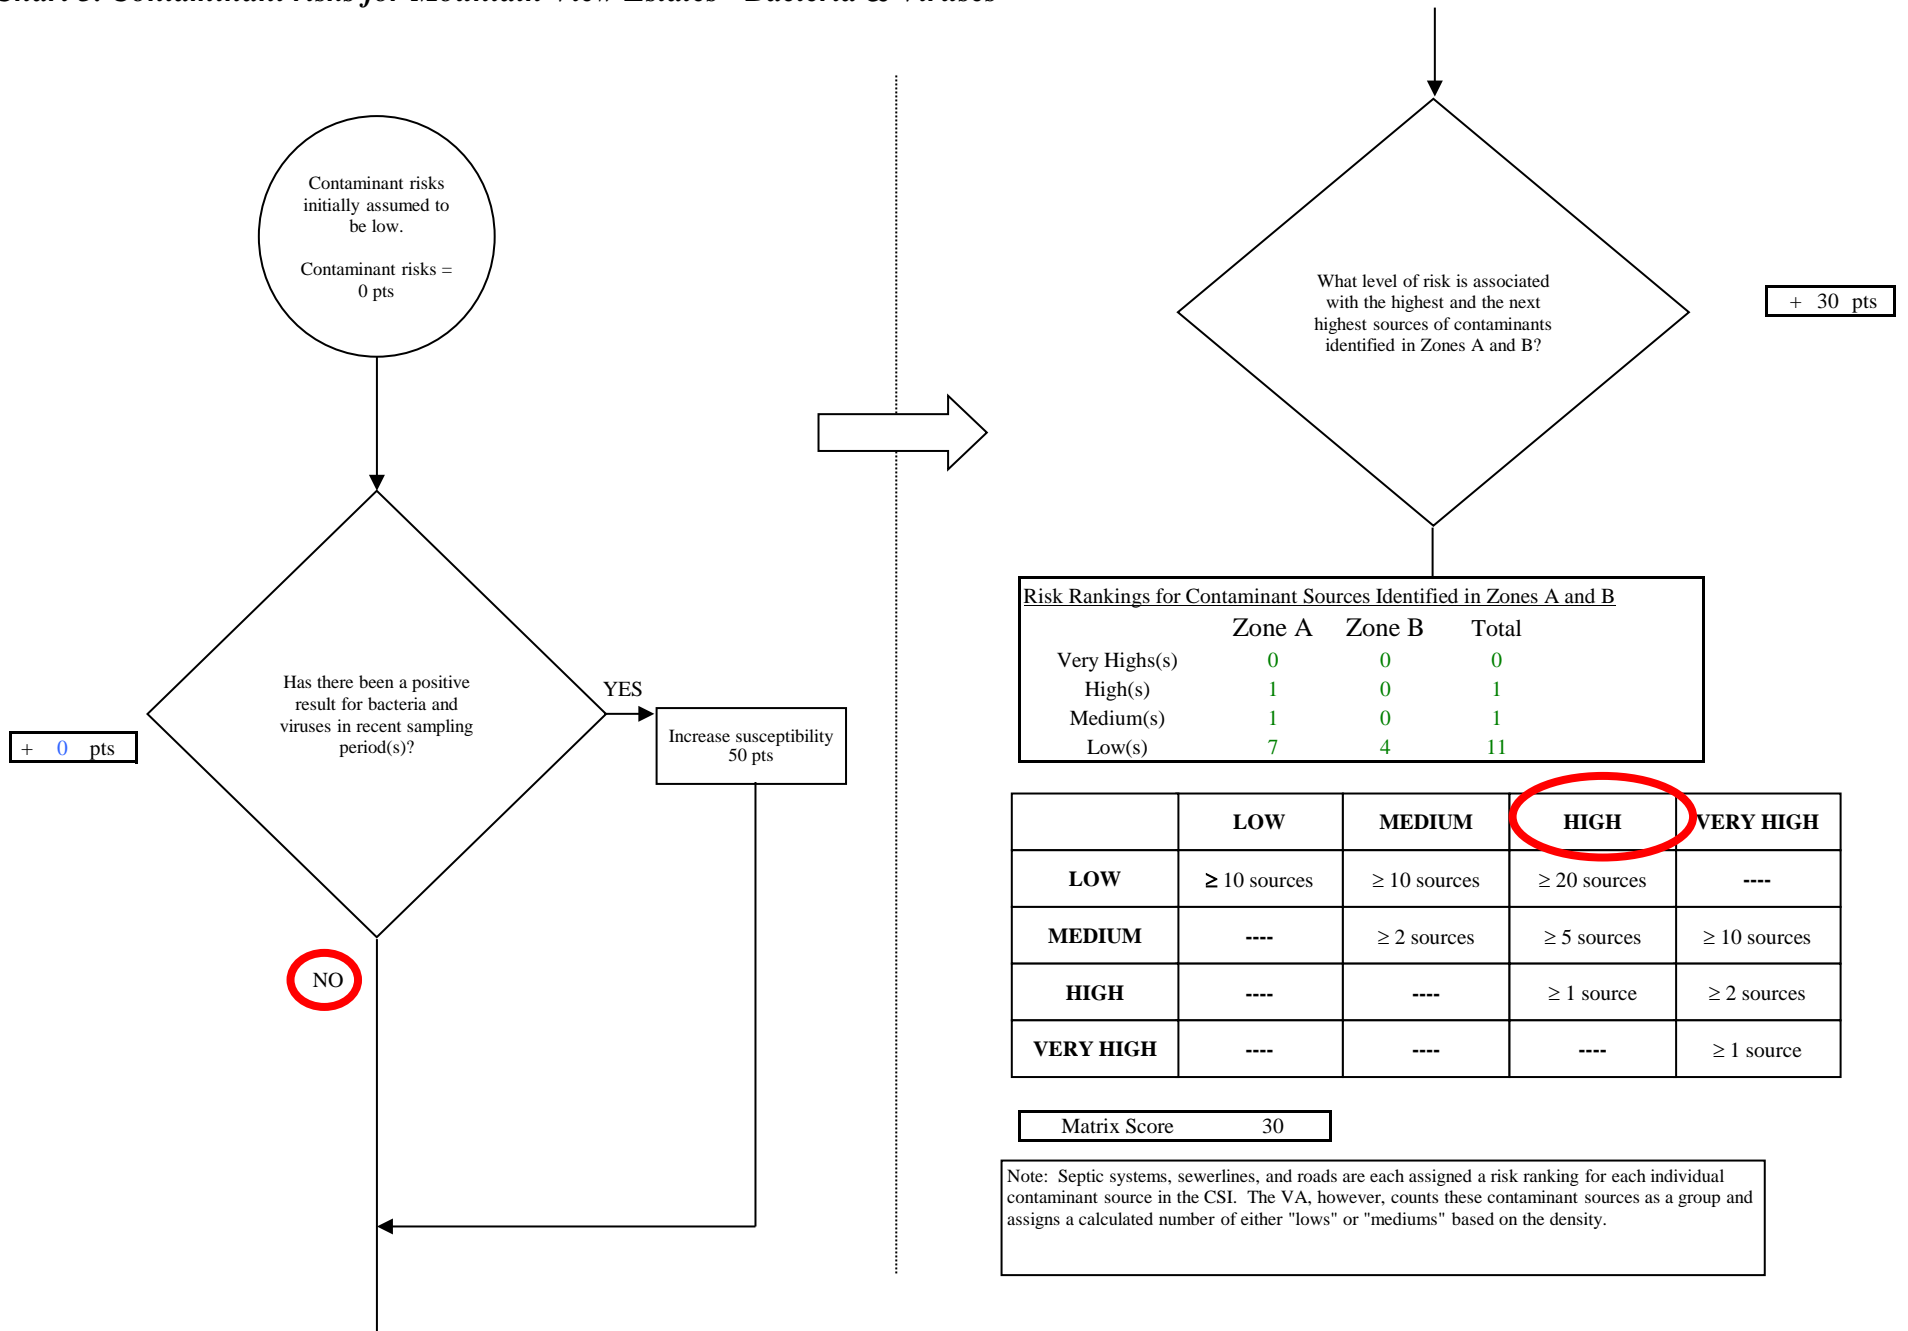 Contaminant risks for Mountain View Estates - Bacteria & Viruses
Contaminant risks
initially assumed to
be low.
Contaminant risks =
0 pts
Has there been a positive
result for bacteria and
viruses in recent sampling
period(s)?
+ 0 pts
YES
Increase susceptibility
50 pts
NO
What level of risk is associated
with the highest and the next
highest sources of contaminants
identified in Zones A and B?
+ 30 pts
Risk Rankings for Contaminant Sources Identified in Zones A and B
Zone A Zone B Total
Very Highs(s) 0 0 0
High(s) 1 0 1
Medium(s) 1 0 1
Low(s) 7 4 11
LOW MEDIUM HIGH VERY HIGH
LOW ≥ 10 sources ≥ 10 sources ≥ 20 sources ----
MEDIUM ---- ≥ 2 sources ≥ 5 sources ≥ 10 sources
HIGH ---- ---- ≥ 1 source ≥ 2 sources
VERY HIGH ---- ---- ---- ≥ 1 source
Matrix Score 30
Note: Septic systems, sewerlines, and roads are each assigned a risk ranking for each individual
contaminant source in the CSI. The VA, however, counts these contaminant sources as a group and
assigns a calculated number of either "lows" or "mediums" based on the density.